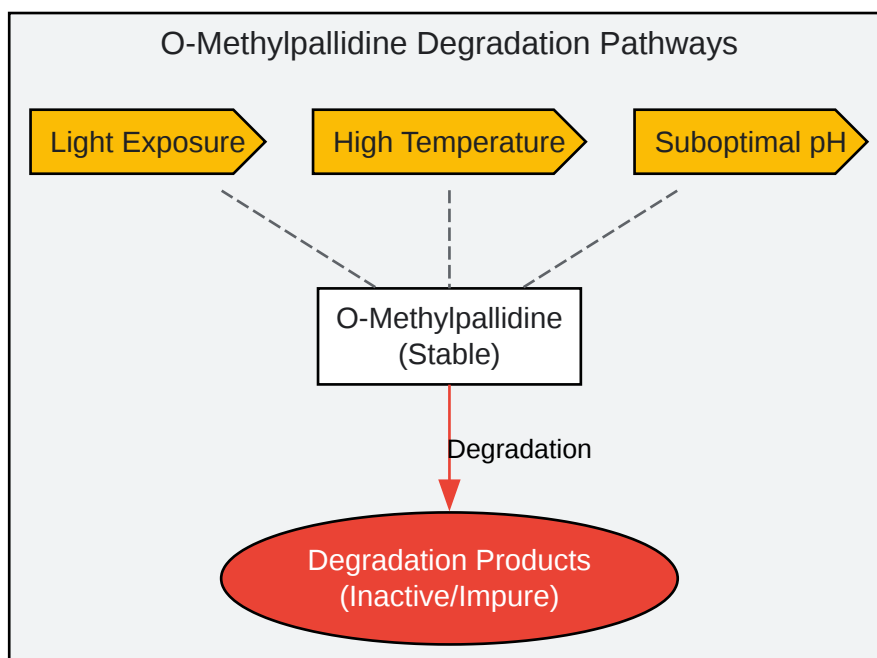 O-Methylpallidine Degradation Pathways
Light Exposure
High Temperature
Suboptimal pH
O-Methylpallidine
(Stable)
Degradation
Degradation Products
(Inactive/Impure)